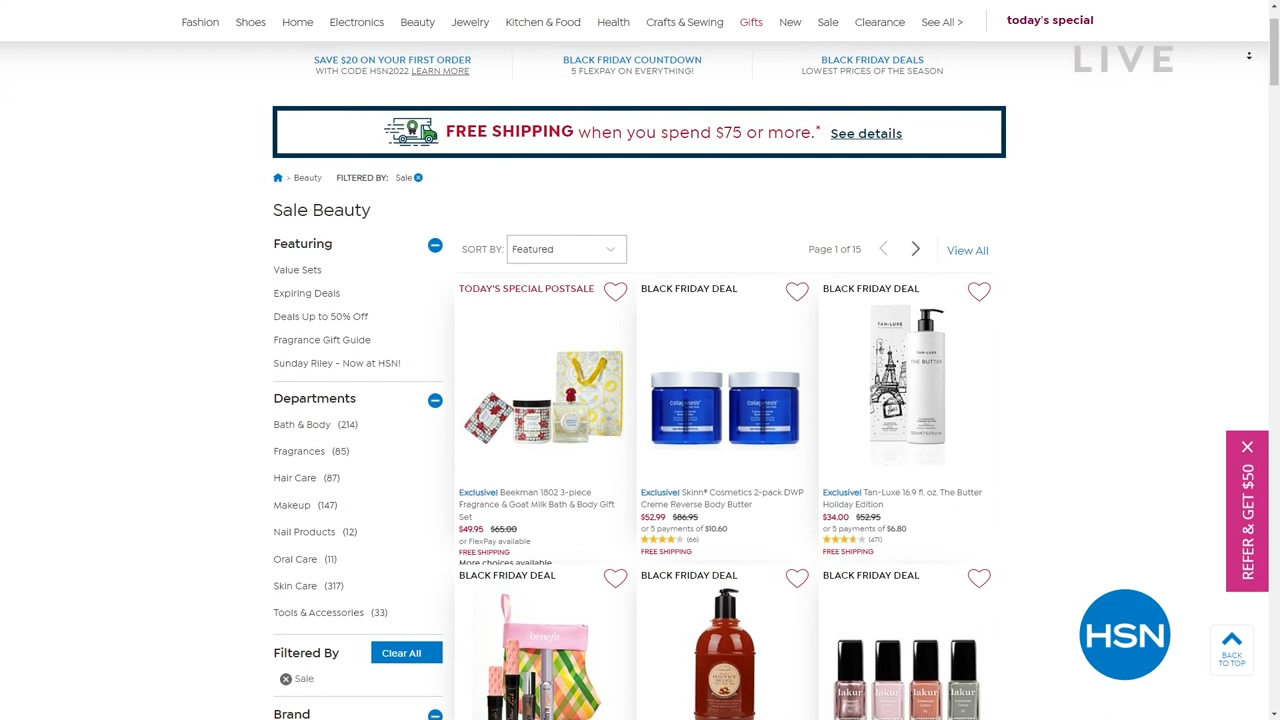 Fashion Shoes Home Electronics Beauty Jewelry Kitchen & Food Health Crafts & Sewing Gifts New Sale Clearance See All > today's special
SAVE $20 ON YOUR FIRST ORDER BLACK FRIDAY COUNTDOWN BLACK FRIDAY DEALS LIVE
WITH CODE HSN2022 LEARN MORE 5 FLEXPAY ON EVERYTHING! LOWEST PRICES OF THE SEASON
FREE SHIPPING when you spend $75 or more.* See details
> Beauty FILTERED BY: Sale
Sale Beauty
Featuring
Value Sets
Expiring Deals
Deals Up to 50% Off
Fragrance Gift Guide
Sunday Riley - Now at HSN!
Departments
Bath & Body (214)
Fragrances (85)
Hair Care (87)
Makeup (147)
Nail Products (12)
Oral Care (11)
Skin Care (317)
Tools & Accessories (33)
Filtered By Clear All
Sale
Brand
SORT BY: Featured Page 1 of 15 View All
TODAY'S SPECIAL POSTSALE
Exclusive! Beekman 1802 3-piece
Fragrance & Goat Milk Bath & Body Gift
Set
$49.95 $65.00
or FlexPay available
FREE SHIPPING
More choices available
BLACK FRIDAY DEAL
Collagenesis
Collagenesis
Exclusive! Skinn® Cosmetics 2-pack DWP
Creme Reverse Body Butter
$52.99 $86.95
or 5 payments of $10.60
(66)
FREE SHIPPING
BLACK FRIDAY DEAL
TAN-LUXE
TAN-LUXE
THE BUTTER
Exclusive! Tan-Luxe 16.9 fl. oz. The Butter
Holiday Edition
$34.00 $52.95
or 5 payments of $6.80
(471)
FREE SHIPPING
BLACK FRIDAY DEAL
benefit
BLACK FRIDAY DEAL
BLACK FRIDAY DEAL
lakur lakur lakur lakur
REFER & GET $50
HSN
BACK
TO TOP